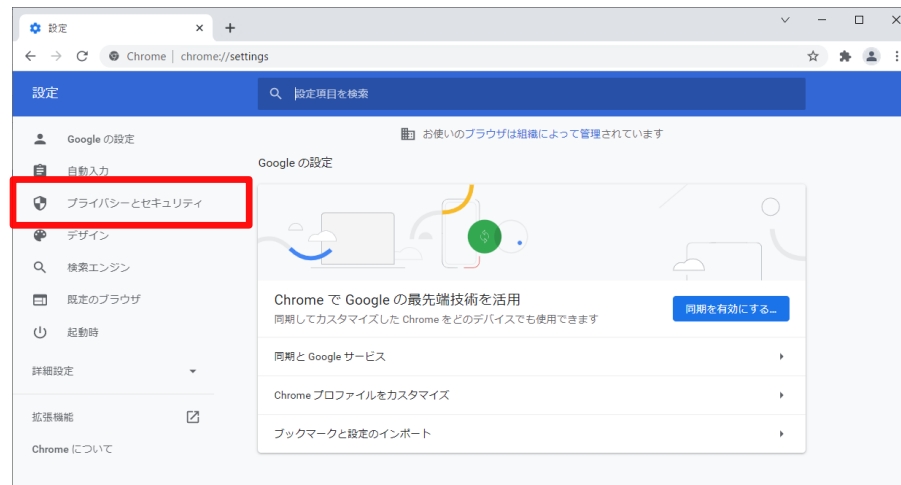 設定
Chrome | chrome://settings
設定
設定項目を検索
Google の設定
自動入力
プライバシーとセキュリティ
デザイン
検索エンジン
既定のブラウザ
起動時
詳細設定
拡張機能
Chrome について
お使いのブラウザは組織によって管理されています
Google の設定
Chrome で Google の最先端技術を活用
同期してカスタマイズした Chrome をどのデバイスでも使用できます
同期を有効にする...
同期と Google サービス
Chrome プロファイルをカスタマイズ
ブックマークと設定のインポート